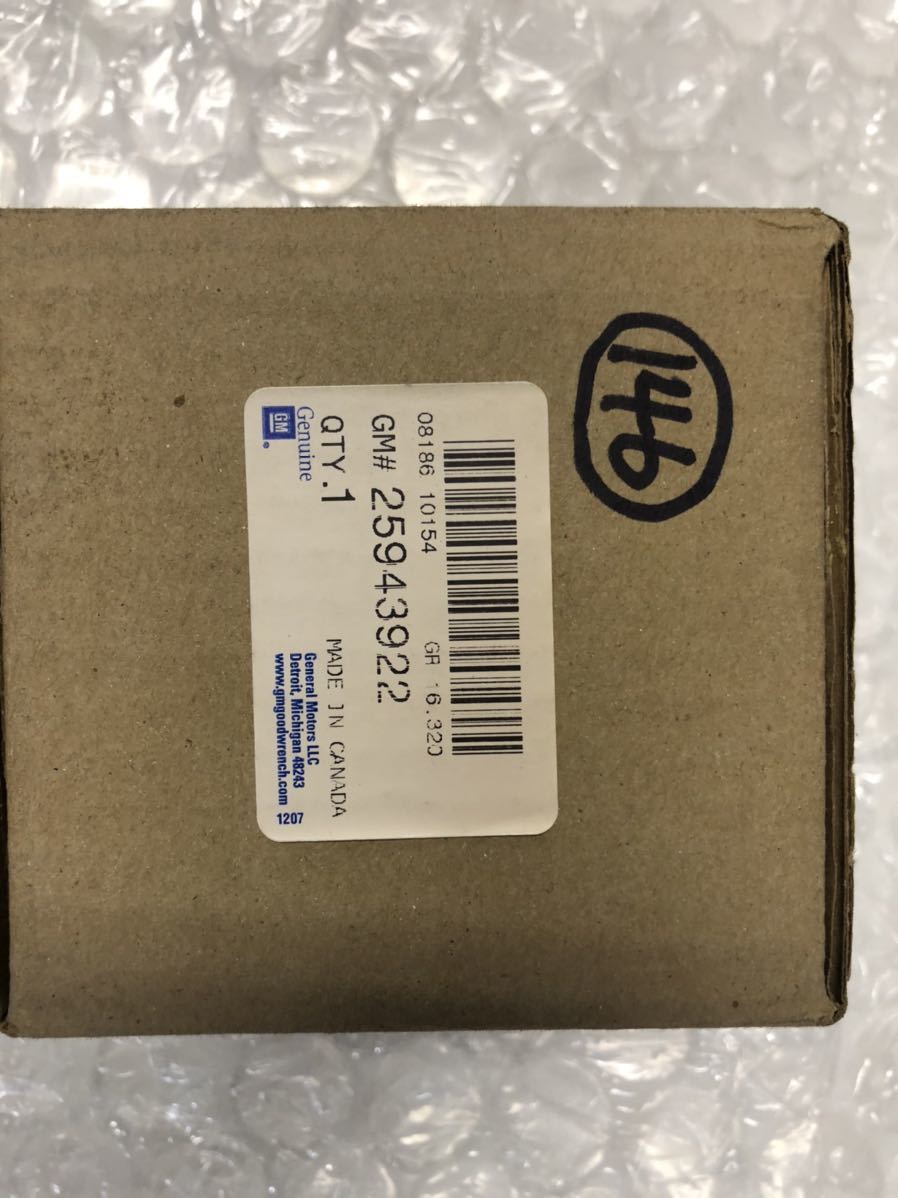 146
08186 10154 GR 16.320
GM# 25943922
QTY.1 MADE IN CANADA
Genuine
GM
General Motors LLC
Detroit, Michigan 48243
www.gmgoodwrench.com 1207